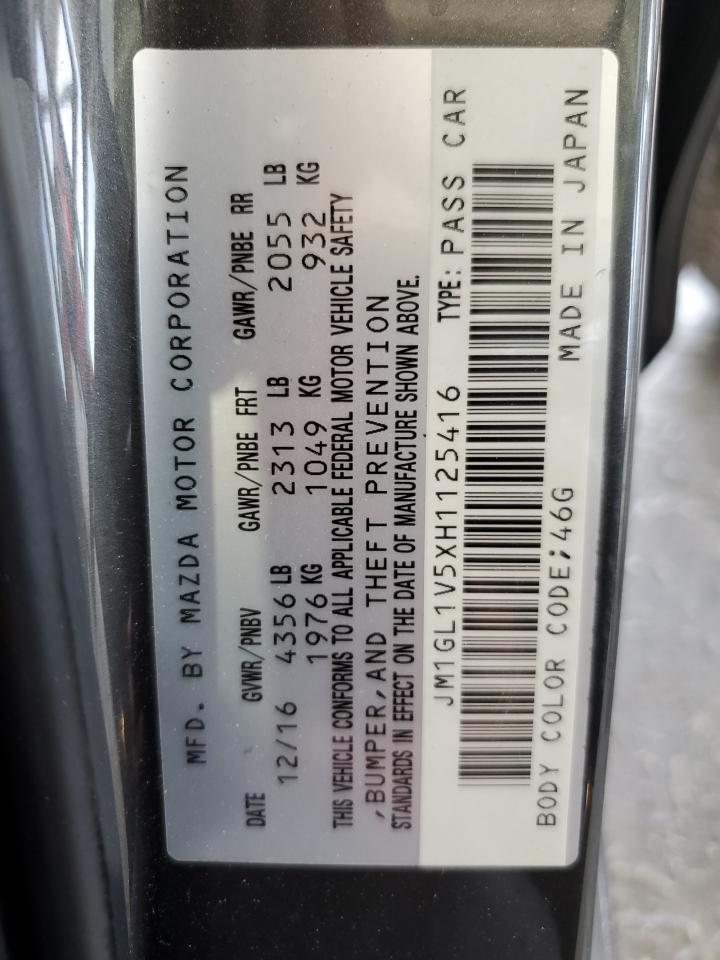 MFD. BY MAZDA MOTOR CORPORATION
DATE GVWR/PNBV GAWR/PNBE FRT GAWR/PNBE RR
12/16 4356 LB 2313 LB 2055 LB
1976 KG 1049 KG 932 KG
THIS VEHICLE CONFORMS TO ALL APPLICABLE FEDERAL MOTOR VEHICLE SAFETY
,BUMPER,AND THEFT PREVENTION
STANDARDS IN EFFECT ON THE DATE OF MANUFACTURE SHOWN ABOVE.
JM1GL1V5XH1125416 TYPE: PASS CAR
BODY COLOR CODE;46G MADE IN JAPAN